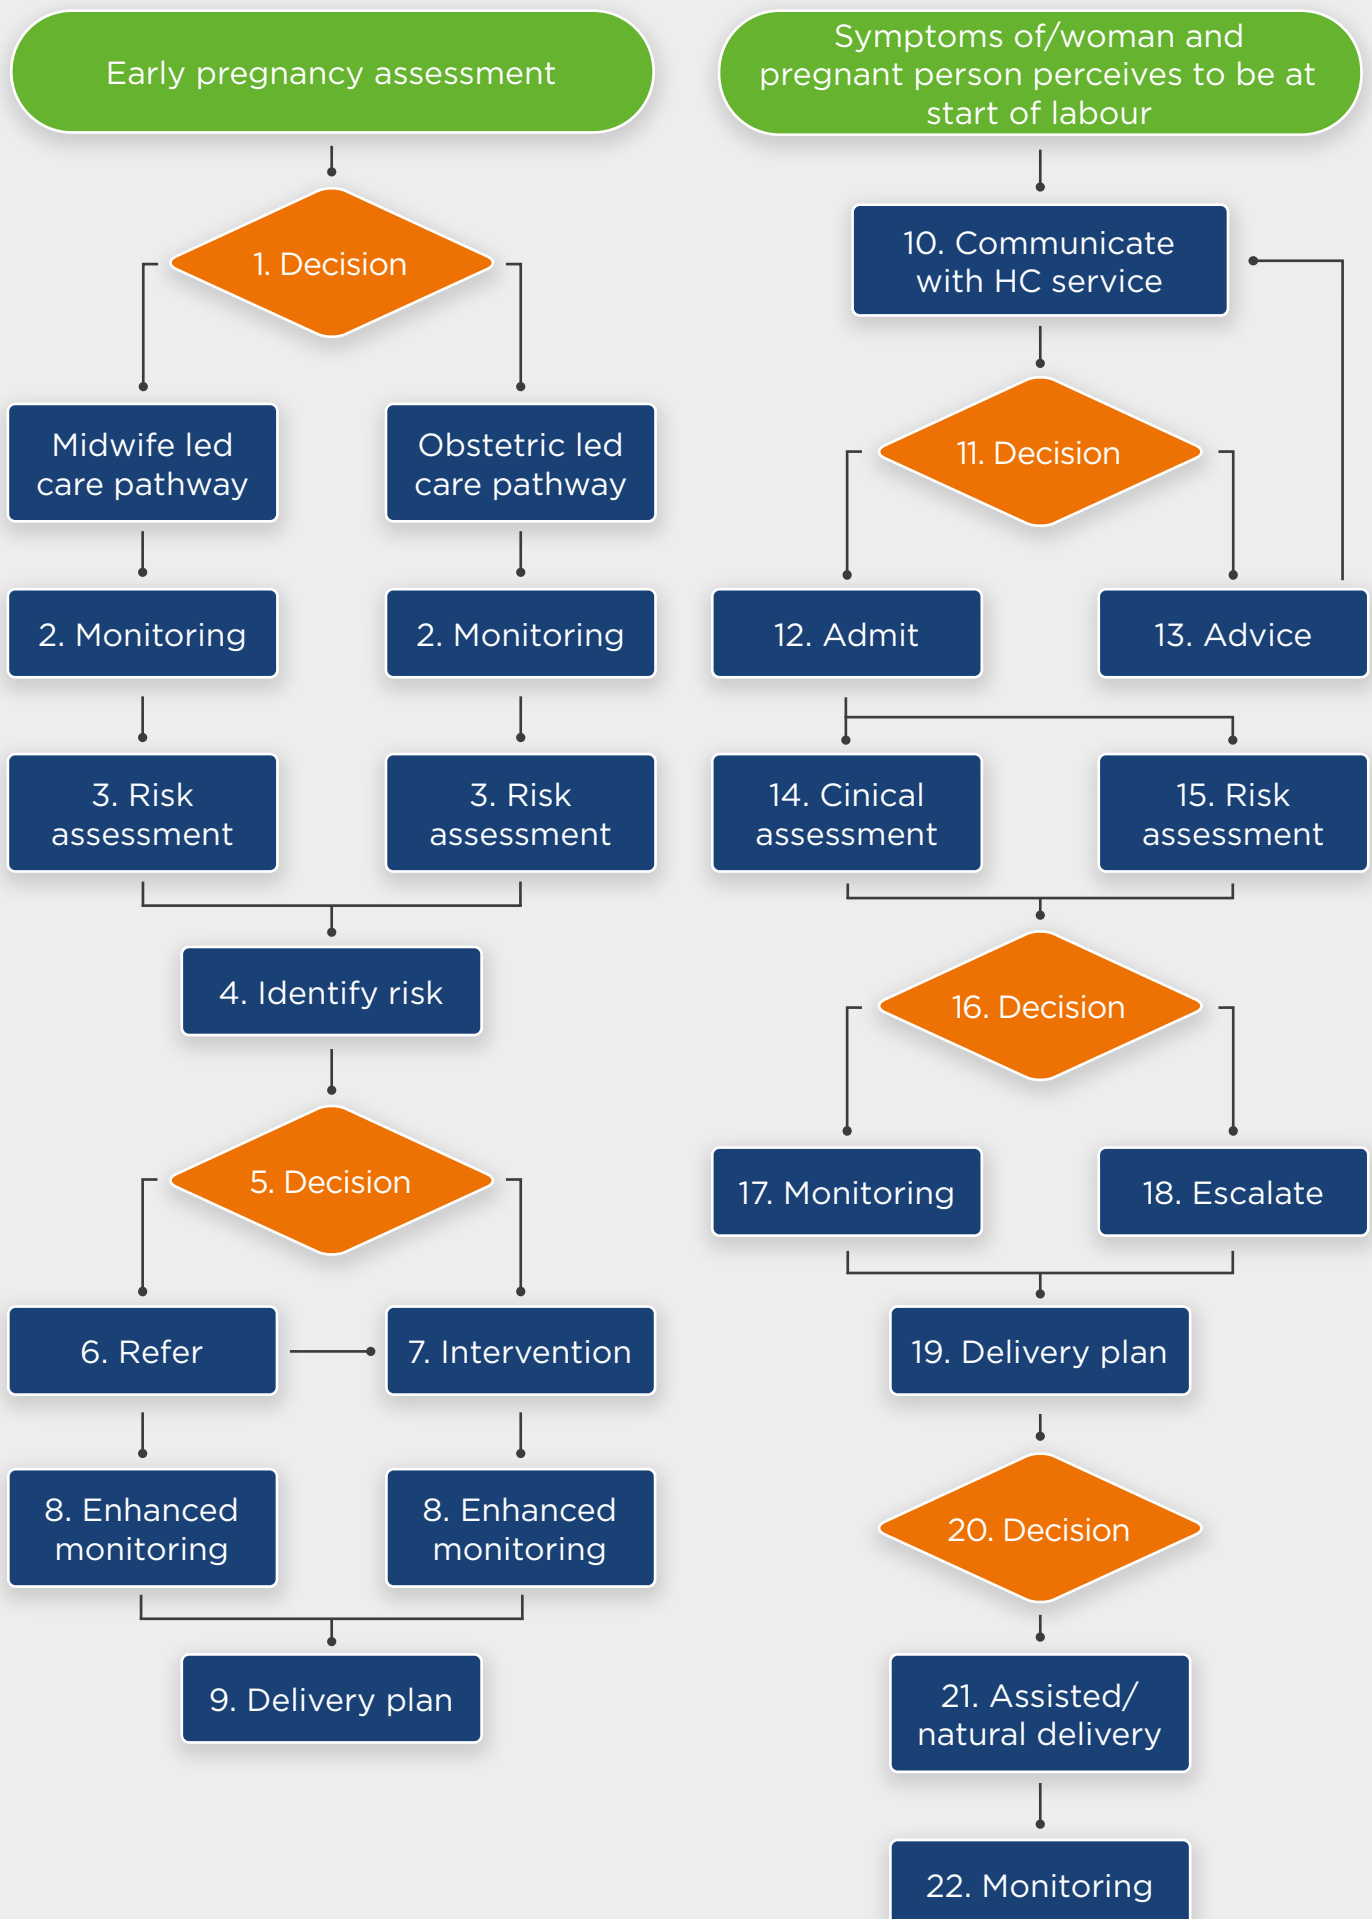 Early pregnancy assessment
1. Decision
Midwife led
care pathway
Obstetric led
care pathway
2. Monitoring
2. Monitoring
3. Risk
assessment
3. Risk
assessment
4. Identify risk
5. Decision
6. Refer
7. Intervention
8. Enhanced
monitoring
8. Enhanced
monitoring
9. Delivery plan
Symptoms of/woman and
pregnant person perceives to be at
start of labour
10. Communicate
with HC service
11. Decision
12. Admit
13. Advice
14. Cinical
assessment
15. Risk
assessment
16. Decision
17. Monitoring
18. Escalate
19. Delivery plan
20. Decision
21. Assisted/
natural delivery
22. Monitoring